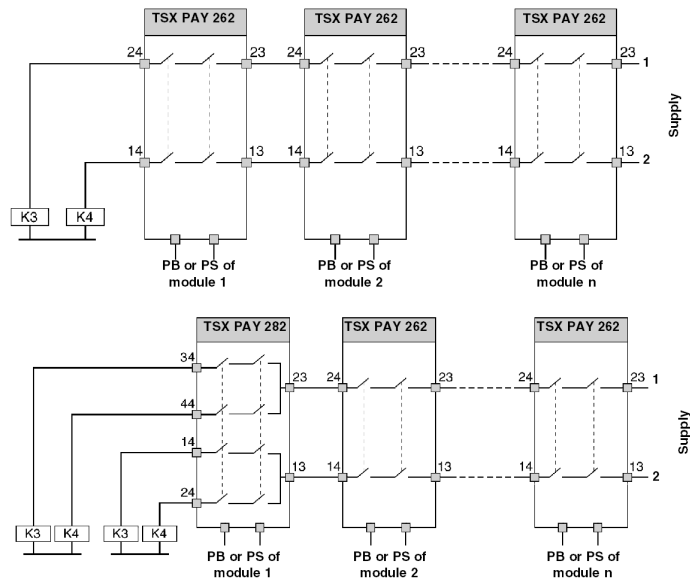 TSX PAY 262 TSX PAY 262 TSX PAY 262
24 23 24 23 24 23 1
Supply
14 13 14 13 14 13 2
K3 K4
PB or PS of PB or PS of PB or PS of
module 1 module 2 module n
TSX PAY 282 TSX PAY 262 TSX PAY 262
34
23 24 23 24 23 1
44
Supply
14
13 14 13 14 13 2
24
K3 K4 K3 K4
PB or PS of PB or PS of PB or PS of
module 1 module 2 module n